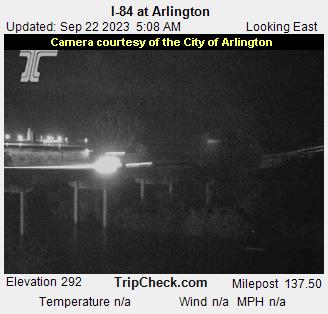 I-84 at Arlington
Updated: Sep 22 2023 5:08 AM Looking East
Camera courtesy of the City of Arlington
Elevation 292 TripCheck.com Milepost 137.50
Temperature n/a Wind n/a MPH n/a